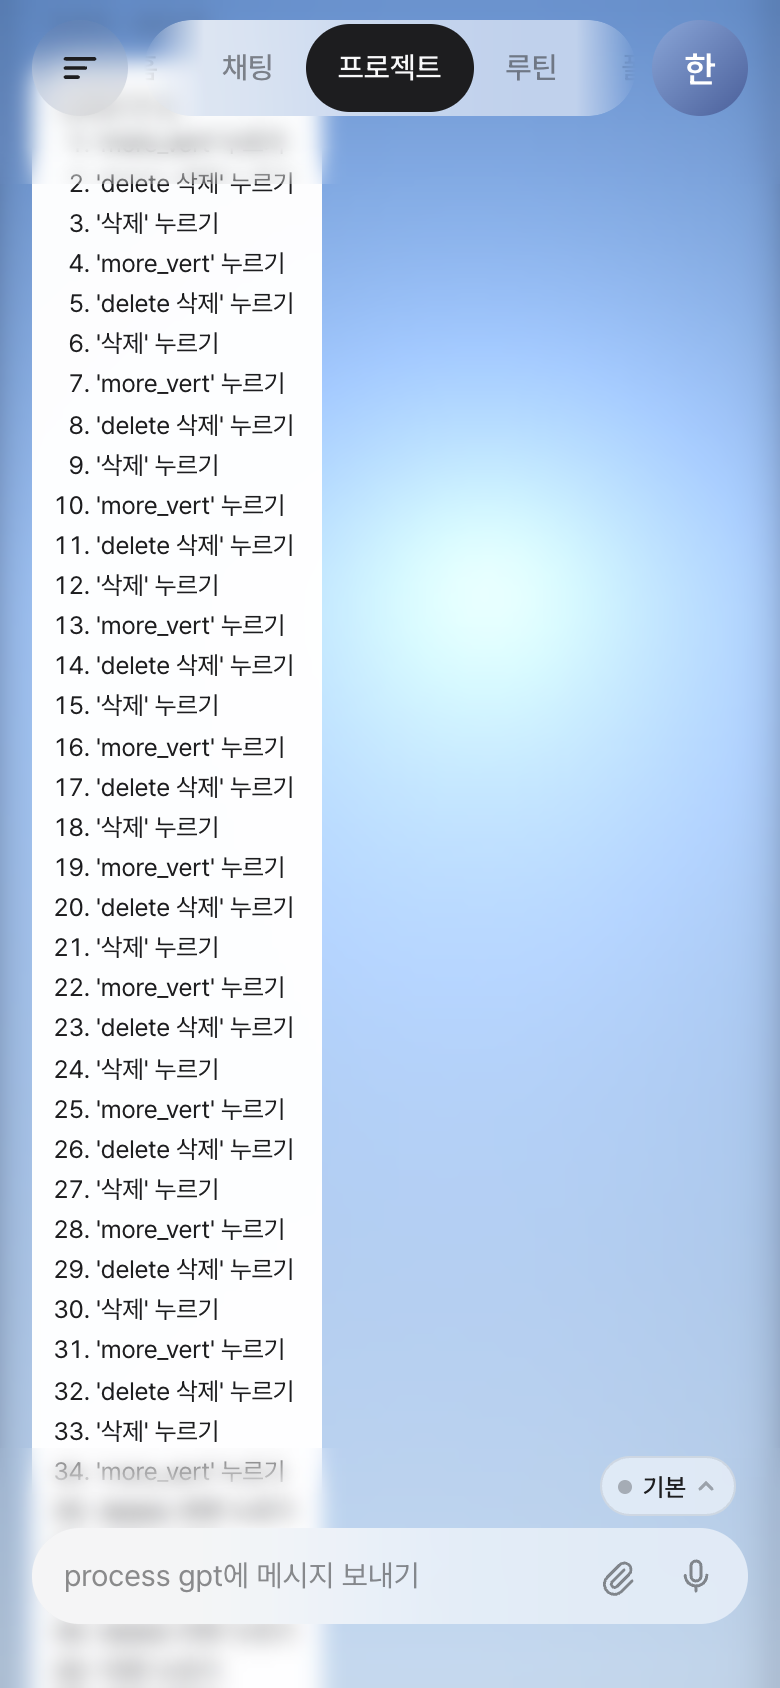 채팅
프로젝트
루틴
한
1. 'more_vert' 누르기
2. 'delete 삭제' 누르기
3. '삭제' 누르기
4. 'more_vert' 누르기
5. 'delete 삭제' 누르기
6. '삭제' 누르기
7. 'more_vert' 누르기
8. 'delete 삭제' 누르기
9. '삭제' 누르기
10. 'more_vert' 누르기
11. 'delete 삭제' 누르기
12. '삭제' 누르기
13. 'more_vert' 누르기
14. 'delete 삭제' 누르기
15. '삭제' 누르기
16. 'more_vert' 누르기
17. 'delete 삭제' 누르기
18. '삭제' 누르기
19. 'more_vert' 누르기
20. 'delete 삭제' 누르기
21. '삭제' 누르기
22. 'more_vert' 누르기
23. 'delete 삭제' 누르기
24. '삭제' 누르기
25. 'more_vert' 누르기
26. 'delete 삭제' 누르기
27. '삭제' 누르기
28. 'more_vert' 누르기
29. 'delete 삭제' 누르기
30. '삭제' 누르기
31. 'more_vert' 누르기
32. 'delete 삭제' 누르기
33. '삭제' 누르기
34. 'more_vert' 누르기
기본
process gpt에 메시지 보내기